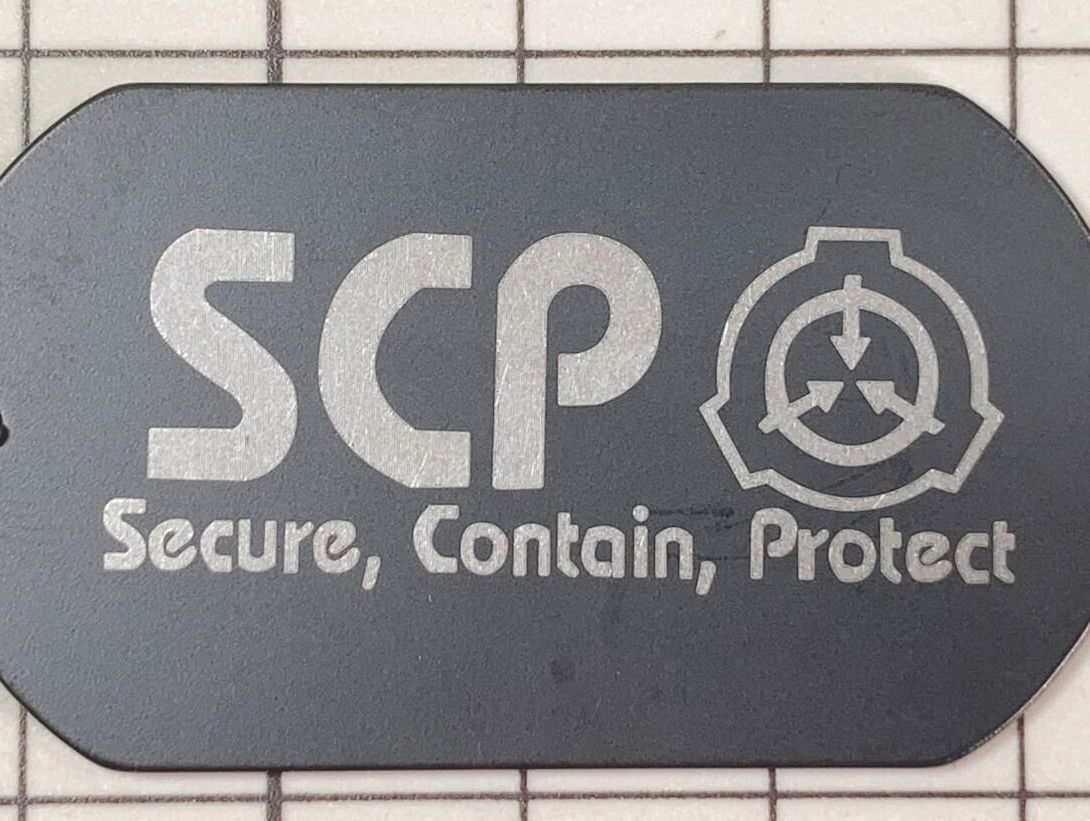 SCP
Secure, Contain, Protect